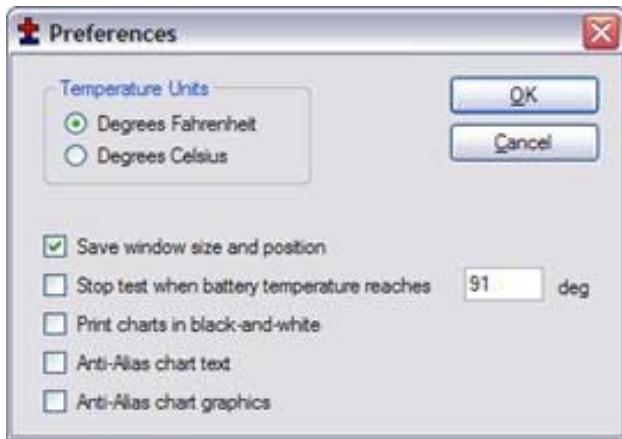 Preferences
Temperature Units
Degrees Fahrenheit
Degrees Celsius
OK
Cancel
Save window size and position
Stop test when battery temperature reaches 91 deg
Print charts in black-and-white
Anti-Alias chart text
Anti-Alias chart graphics